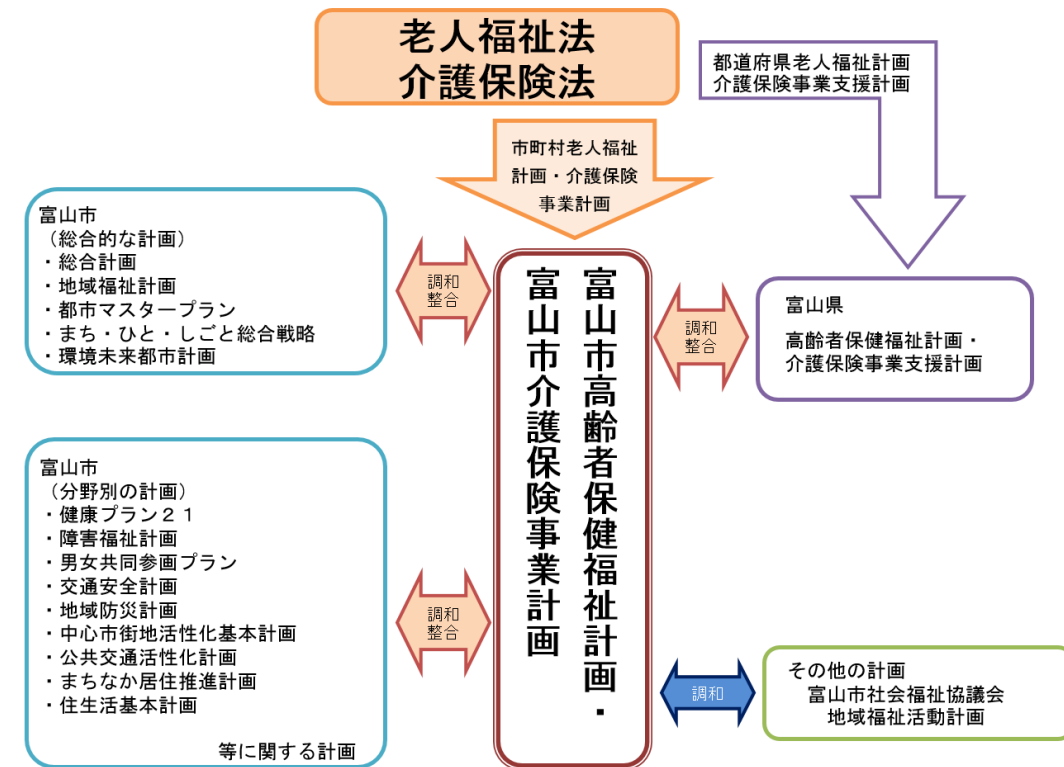 老人福祉法
介護保険法
都道府県老人福祉計画
介護保険事業支援計画
市町村老人福祉
計画・介護保険
事業計画
富山市
（総合的な計画）
・総合計画
・地域福祉計画
・都市マスタープラン
・まち・ひと・しごと総合戦略
・環境未来都市計画
調和
整合
富山市高齢者保健福祉計画・
富山市介護保険事業計画
調和
整合
富山県
高齢者保健福祉計画・
介護保険事業支援計画
富山市
（分野別の計画）
・健康プラン２１
・障害福祉計画
・男女共同参画プラン
・交通安全計画
・地域防災計画
・中心市街地活性化基本計画
・公共交通活性化計画
・まちなか居住推進計画
・住生活基本計画
等に関する計画
調和
整合
調和
その他の計画
富山市社会福祉協議会
地域福祉活動計画